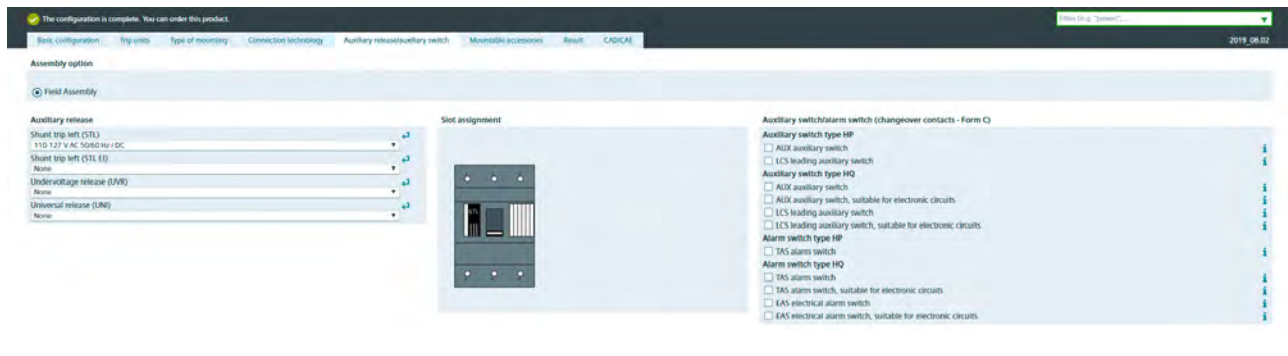 The configuration is complete. You can order this product.
Filter (e.g. "power", ...
Basic configuration Trip units Type of mounting Connection technology Auxiliary release/auxiliary switch Mountable accessories Result CAD/CAE
2019_08.02
Assembly option
Field Assembly
Auxiliary release
Shunt trip left (STL)
110-127 V AC 50/60 Hz / DC
Shunt trip left (STL EI)
None
Undervoltage release (UVR)
None
Universal release (UNI)
None
Slot assignment
STL
Auxiliary switch/alarm switch (changeover contacts - Form C)
Auxiliary switch type HP
AUX auxiliary switch
LCS leading auxiliary switch
Auxiliary switch type HQ
AUX auxiliary switch
AUX auxiliary switch, suitable for electronic circuits
LCS leading auxiliary switch
LCS leading auxiliary switch, suitable for electronic circuits
Alarm switch type HP
TAS alarm switch
Alarm switch type HQ
TAS alarm switch
TAS alarm switch, suitable for electronic circuits
EAS electrical alarm switch
EAS electrical alarm switch, suitable for electronic circuits